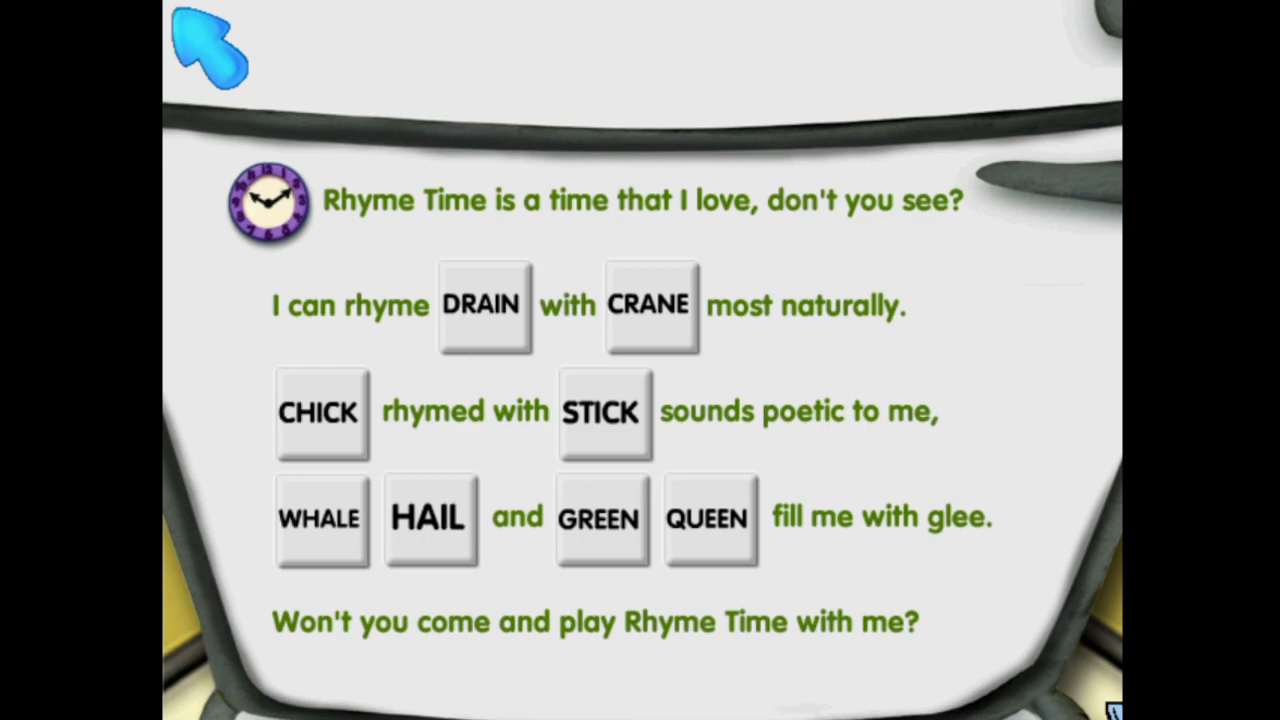 Rhyme Time is a time that I love, don't you see?
I can rhyme DRAIN with CRANE most naturally.
CHICK rhymed with STICK sounds poetic to me,
WHALE HAIL and GREEN QUEEN fill me with glee.
Won't you come and play Rhyme Time with me?